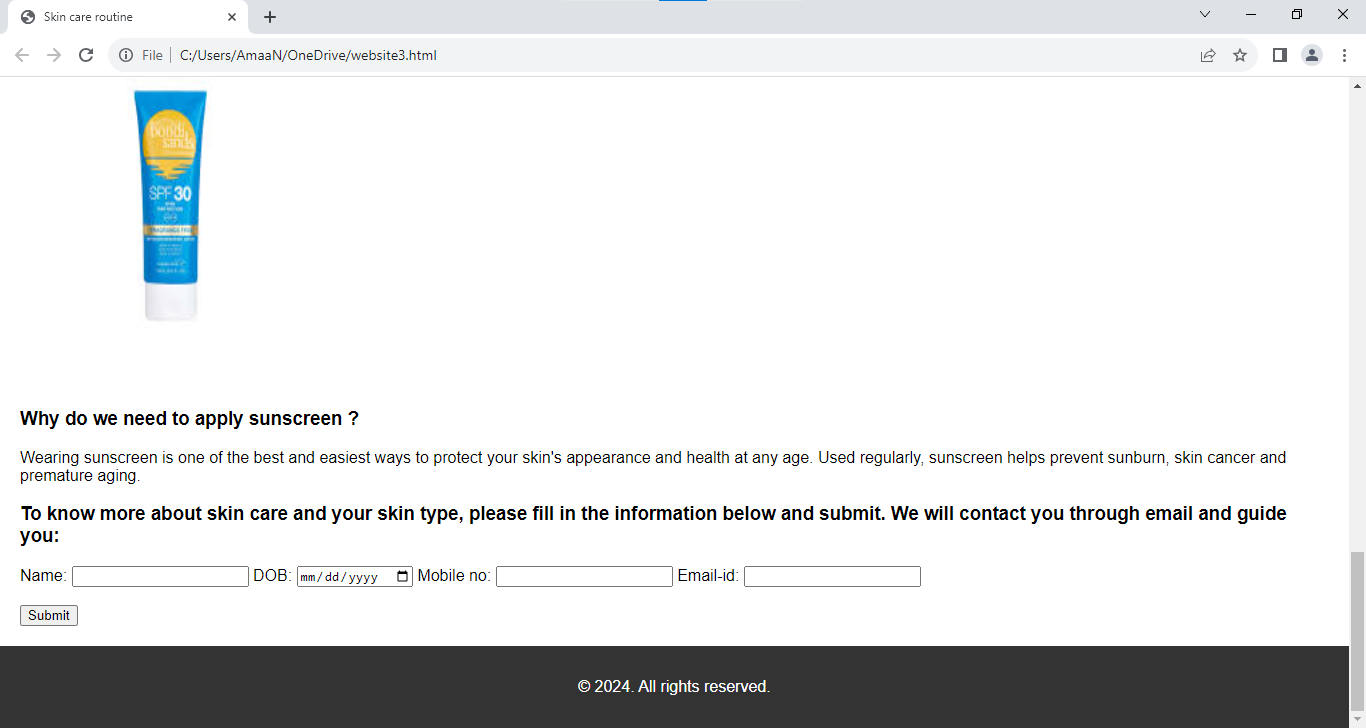 Skin care routine
File C:/Users/AmaaN/OneDrive/website3.html
bondi
sands
SPF 30
FRAGRANCE FREE
Why do we need to apply sunscreen ?
Wearing sunscreen is one of the best and easiest ways to protect your skin's appearance and health at any age. Used regularly, sunscreen helps prevent sunburn, skin cancer and
premature aging.
To know more about skin care and your skin type, please fill in the information below and submit. We will contact you through email and guide
you:
Name: DOB: mm/dd/yyyy Mobile no: Email-id:
Submit
© 2024. All rights reserved.